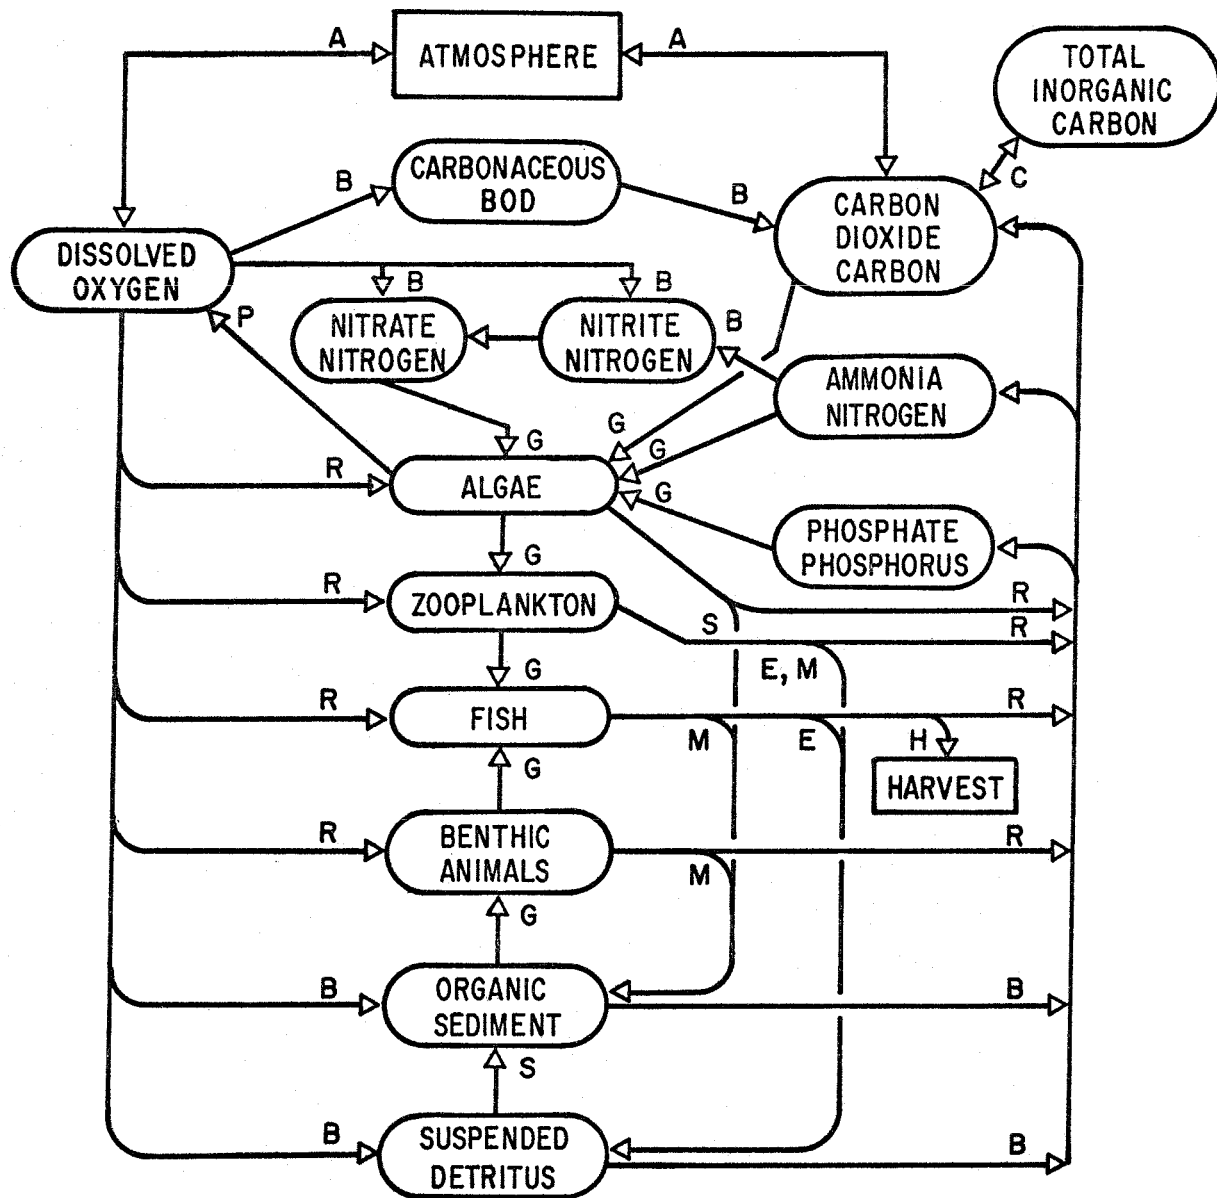 A
ATMOSPHERE
A
TOTAL
INORGANIC
CARBON
C
CARBONACEOUS
BOD
B
B
CARBON
DIOXIDE
CARBON
DISSOLVED
OXYGEN
P
B
B
B
NITRATE
NITROGEN
NITRITE
NITROGEN
AMMONIA
NITROGEN
G
G
G
G
R
ALGAE
PHOSPHATE
PHOSPHORUS
G
R
ZOOPLANKTON
S
R
R
E, M
G
R
FISH
M
E
R
H
HARVEST
G
R
BENTHIC
ANIMALS
M
R
G
B
ORGANIC
SEDIMENT
B
S
B
SUSPENDED
DETRITUS
B